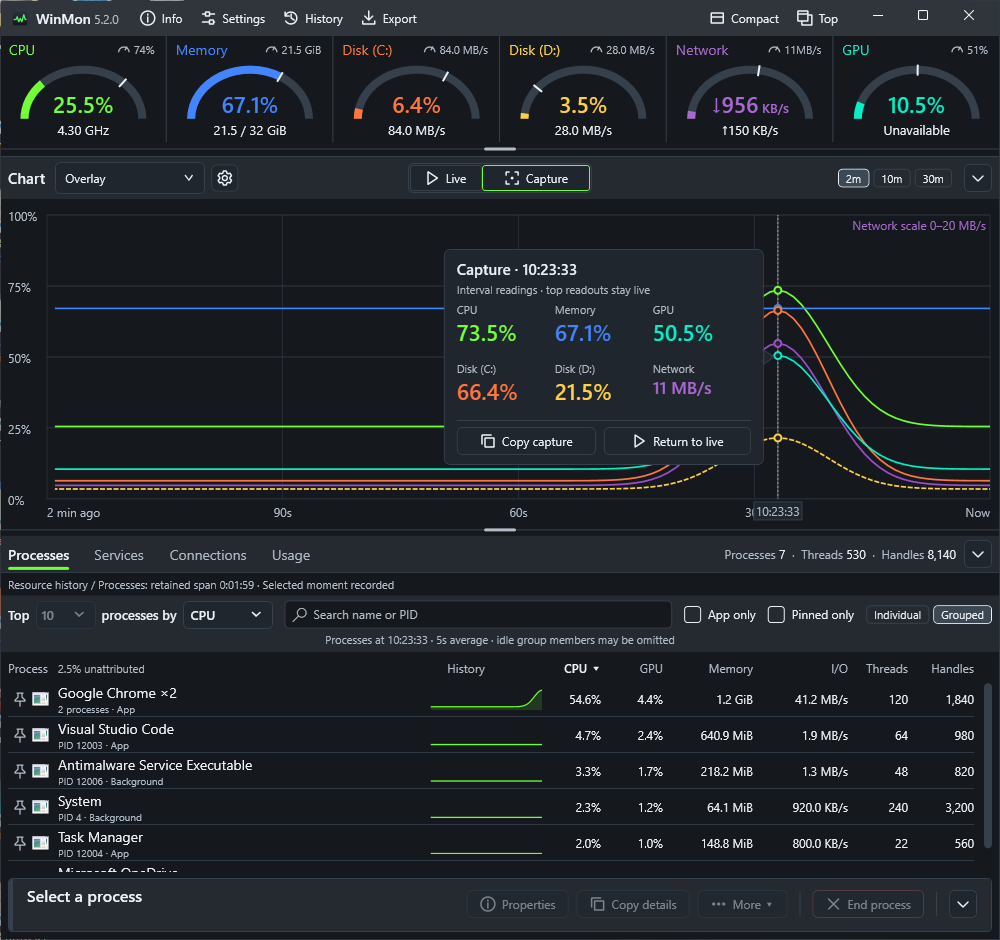 WinMon 5.2.0 Info Settings History Export Compact Top
CPU 74% Memory 21.5 GiB Disk (C:) 84.0 MB/s Disk (D:) 28.0 MB/s Network 11MB/s GPU 51%
25.5% 67.1% 6.4% 3.5% ↓956 KB/s 10.5%
4.30 GHz 21.5 / 32 GiB 84.0 MB/s 28.0 MB/s ↑150 KB/s Unavailable
Chart Overlay Live Capture 2m 10m 30m
100%
Network scale 0–20 MB/s
75%
50%
25%
0%
Capture · 10:23:33
Interval readings · top readouts stay live
CPU Memory GPU
73.5% 67.1% 50.5%
Disk (C:) Disk (D:) Network
66.4% 21.5% 11 MB/s
Copy capture Return to live
2 min ago 90s 60s 10:23:33 Now
Processes Services Connections Usage Processes 7 · Threads 530 · Handles 8,140
Resource history / Processes: retained span 0:01:59 · Selected moment recorded
Top 10 processes by CPU Search name or PID App only Pinned only Individual Grouped
Processes at 10:23:33 · 5s average · idle group members may be omitted
Process 2.5% unattributed History CPU ▼ GPU Memory I/O Threads Handles
Google Chrome ×2 54.6% 4.4% 1.2 GiB 41.2 MB/s 120 1,840
2 processes · App
Visual Studio Code 4.7% 2.4% 640.9 MiB 1.9 MB/s 64 980
PID 12003 · App
Antimalware Service Executable 3.3% 1.7% 218.2 MiB 1.3 MB/s 48 820
PID 12006 · Background
System 2.3% 1.2% 64.1 MiB 920.0 KB/s 240 3,200
PID 4 · Background
Task Manager 2.0% 1.0% 148.8 MiB 800.0 KB/s 22 560
PID 12004 · App
Microsoft OneDrive
Select a process Properties Copy details More End process